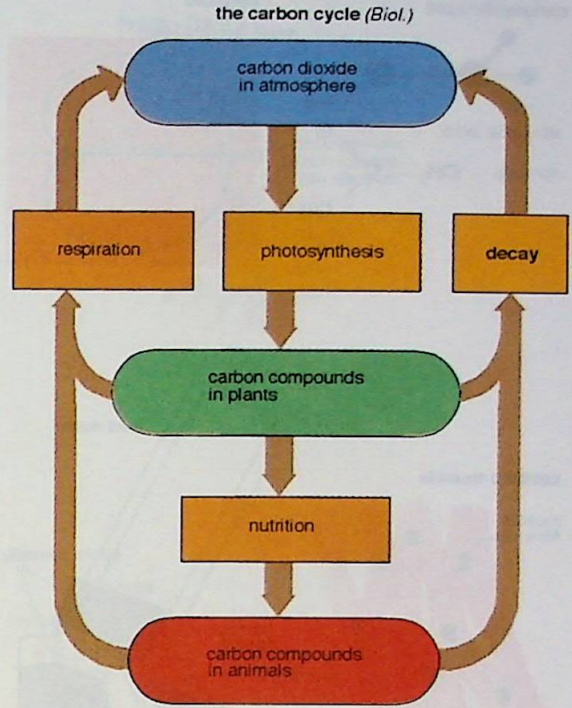 the carbon cycle (Biol.)
carbon dioxide
in atmosphere
respiration
photosynthesis
decay
carbon compounds
in plants
nutrition
carbon compounds
in animals